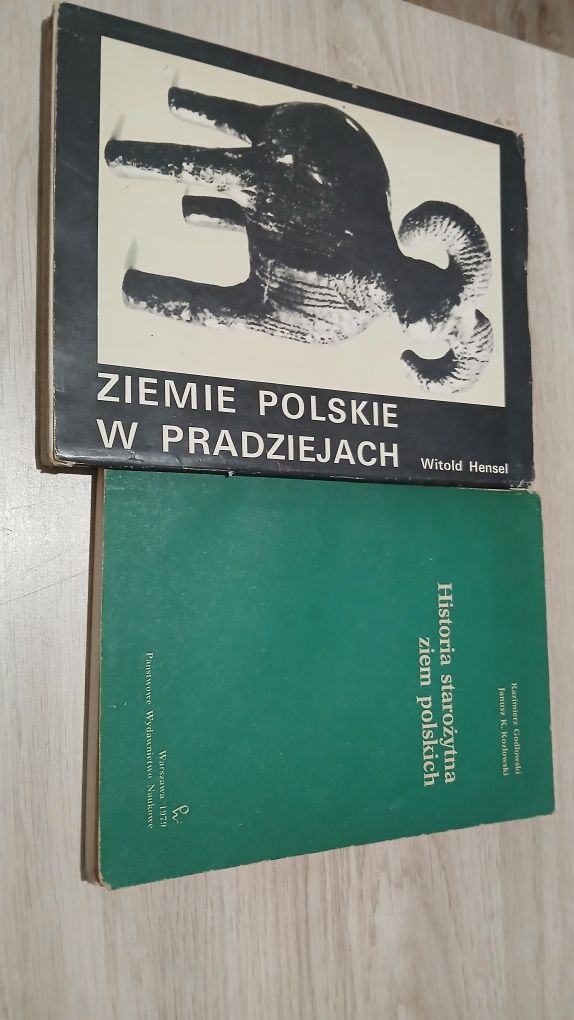 ZIEMIE POLSKIE
W PRADZIEJACH
Witold Hensel
Kazimierz Godłowski
Janusz K. Kozłowski
Historia starożytna
ziem polskich
Warszawa 1979
Państwowe Wydawnictwo Naukowe